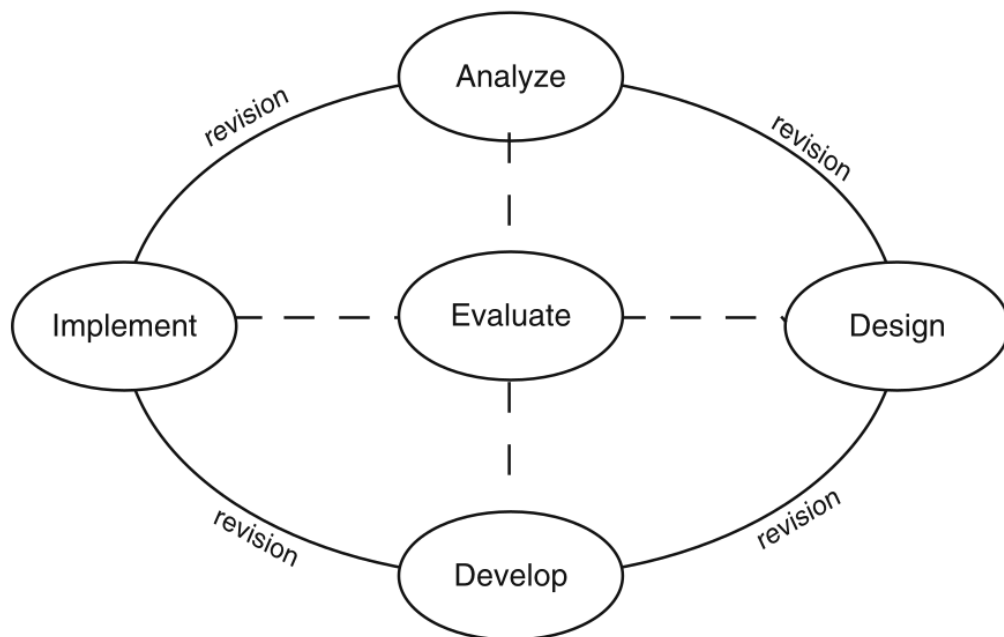 Analyze
revision
revision
Implement
Evaluate
Design
revision
revision
Develop